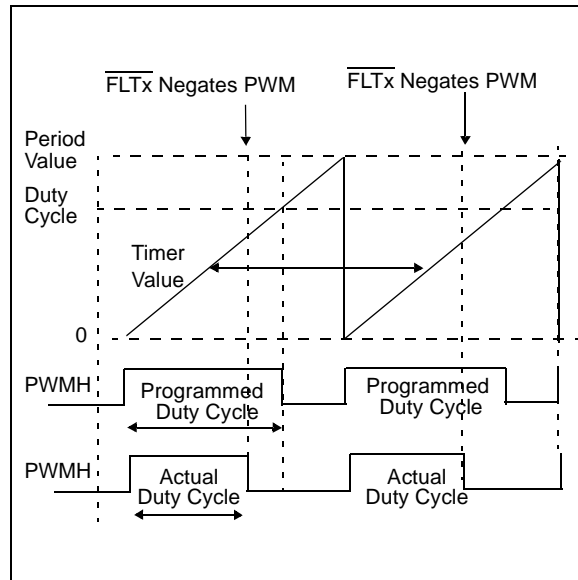 FLTx Negates PWM
FLTx Negates PWM
Period
Value
Duty
Cycle
Timer
Value
0
PWMH
Programmed
Duty Cycle
Programmed
Duty Cycle
PWMH
Actual
Duty Cycle
Actual
Duty Cycle